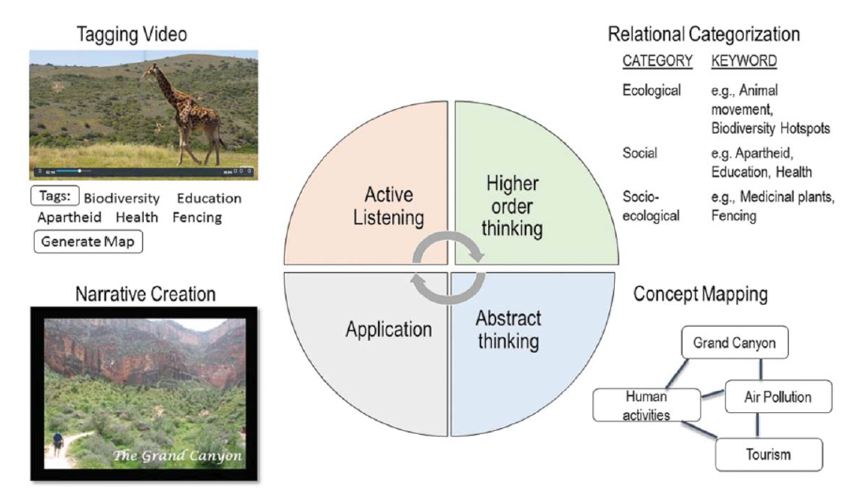 Tagging Video
Tags: Biodiversity Education
Apartheid Health Fencing
Generate Map
Relational Categorization
CATEGORY KEYWORD
Ecological e.g., Animal
movement,
Biodiversity Hotspots
Social e.g. Apartheid,
Education, Health
Socio- e.g., Medicinal plants,
ecological Fencing
Active
Listening
Higher
order
thinking
Application
Abstract
thinking
Narrative Creation
The Grand Canyon
Concept Mapping
Grand Canyon
Human
activities
Air Pollution
Tourism